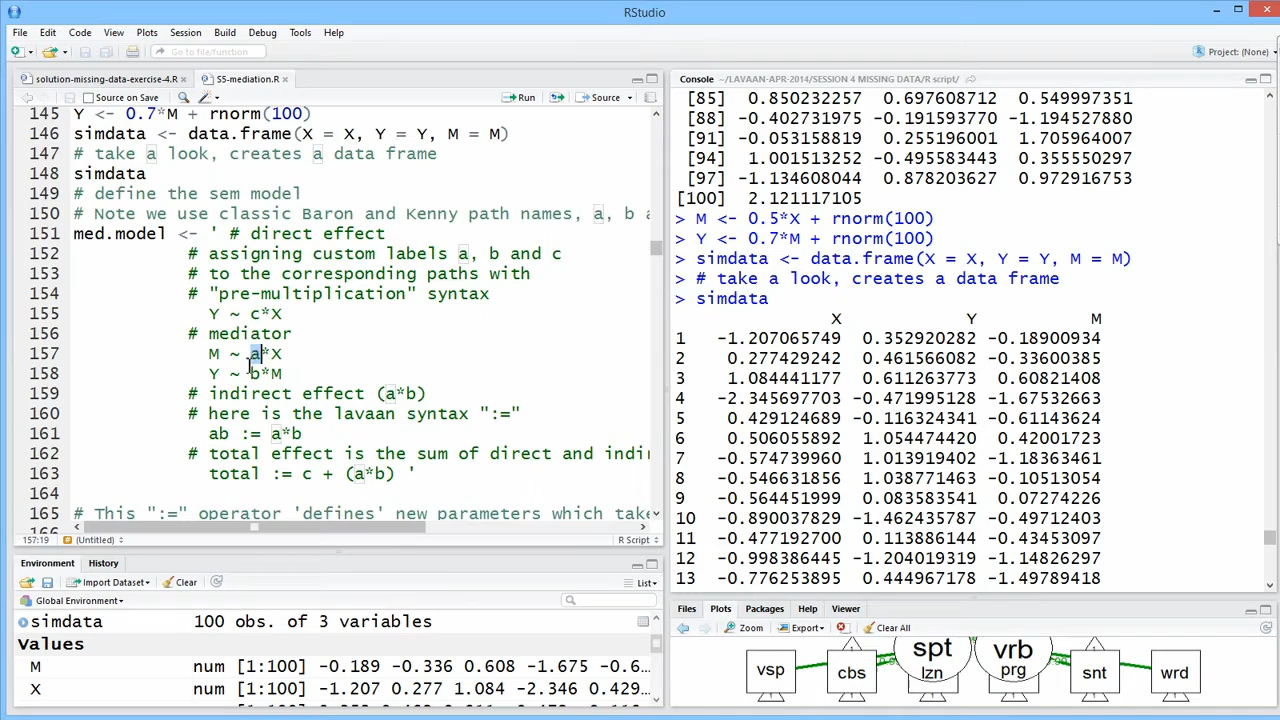 RStudio
File Edit Code View Plots Session Build Debug Tools Help
Go to file/function
Project: (None)
solution-missing-data-exercise-4.R
S5-mediation.R
Source on Save
Run
Source
145 Y <- 0.7*M + rnorm(100)
146 simdata <- data.frame(X = X, Y = Y, M = M)
147 # take a look, creates a data frame
148 simdata
149 # define the sem model
150 # Note we use classic Baron and Kenny path names, a, b a
151 med.model <- ' # direct effect
152 # assigning custom labels a, b and c
153 # to the corresponding paths with
154 # "pre-multiplication" syntax
155 Y ~ c*X
156 # mediator
157 M ~ a*X
158 Y ~ b*M
159 # indirect effect (a*b)
160 # here is the lavaan syntax ":="
161 ab := a*b
162 # total effect is the sum of direct and indi
163 total := c + (a*b) '
164
165 # This ":=" operator 'defines' new parameters which take
166
157:19 (Untitled) R Script
Environment History
Import Dataset Clear List
Global Environment
simdata 100 obs. of 3 variables
Values
M num [1:100] -0.189 -0.336 0.608 -1.675 -0.6...
X num [1:100] -1.207 0.277 1.084 -2.346 0.429...
Console ~/LAVAAN-APR-2014/SESSION 4 MISSING DATA/R script/
[85] 0.850232257 0.697608712 0.549997351
[88] -0.402731975 -0.191593770 -1.194527880
[91] -0.053158819 0.255196001 1.705964007
[94] 1.001513252 -0.495583443 0.355550297
[97] -1.134608044 0.878203627 0.972916753
[100] 2.121117105
> M <- 0.5*X + rnorm(100)
> Y <- 0.7*M + rnorm(100)
> simdata <- data.frame(X = X, Y = Y, M = M)
> # take a look, creates a data frame
> simdata
X Y M
1 -1.207065749 0.352930282 -0.18900934
2 0.277429242 0.461566082 -0.33600385
3 1.084441177 0.611263773 0.60821408
4 -2.345697703 -0.471995128 -1.67532663
5 0.429124689 -0.116324341 -0.61143624
6 0.506055892 1.054474420 0.42001723
7 -0.574739960 1.013919402 -1.18363461
8 -0.546631856 1.038771463 -0.10513054
9 -0.564451999 0.083583541 0.07274226
10 -0.890037829 -1.462435787 -0.49712403
11 -0.477192700 0.113886144 -0.43453097
12 -0.998386445 -1.204019319 -1.14826297
13 -0.776253895 0.444967178 -1.49789418
Files Plots Packages Help Viewer
Zoom Export Clear All
spt vrb
vsp cbs lzn prg snt wrd